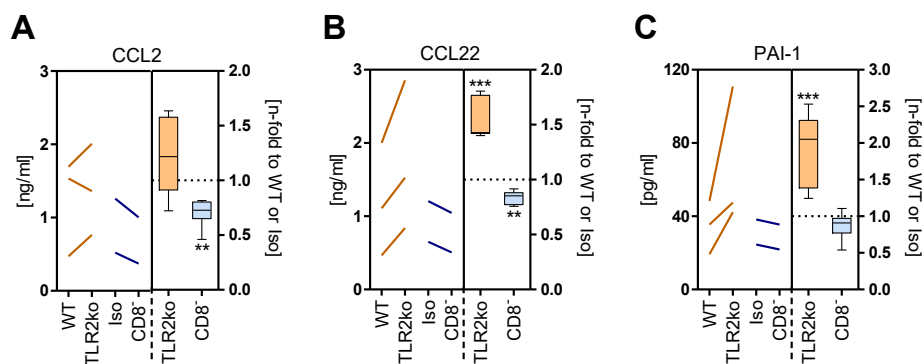 A
CCL2
[ng/ml]
3
2
1
0
2.0
1.5
1.0
0.5
0.0
[n-fold to WT or Iso]
**
WT
TLR2ko
Iso
CD8⁻
TLR2ko
CD8⁻
B
CCL22
[ng/ml]
3
2
1
0
2.0
1.5
1.0
0.5
0.0
[n-fold to WT or Iso]
***
**
WT
TLR2ko
Iso
CD8⁻
TLR2ko
CD8⁻
C
PAI-1
[pg/ml]
120
80
40
0
3.0
2.5
2.0
1.5
1.0
0.5
0.0
[n-fold to WT or Iso]
***
WT
TLR2ko
Iso
CD8⁻
TLR2ko
CD8⁻